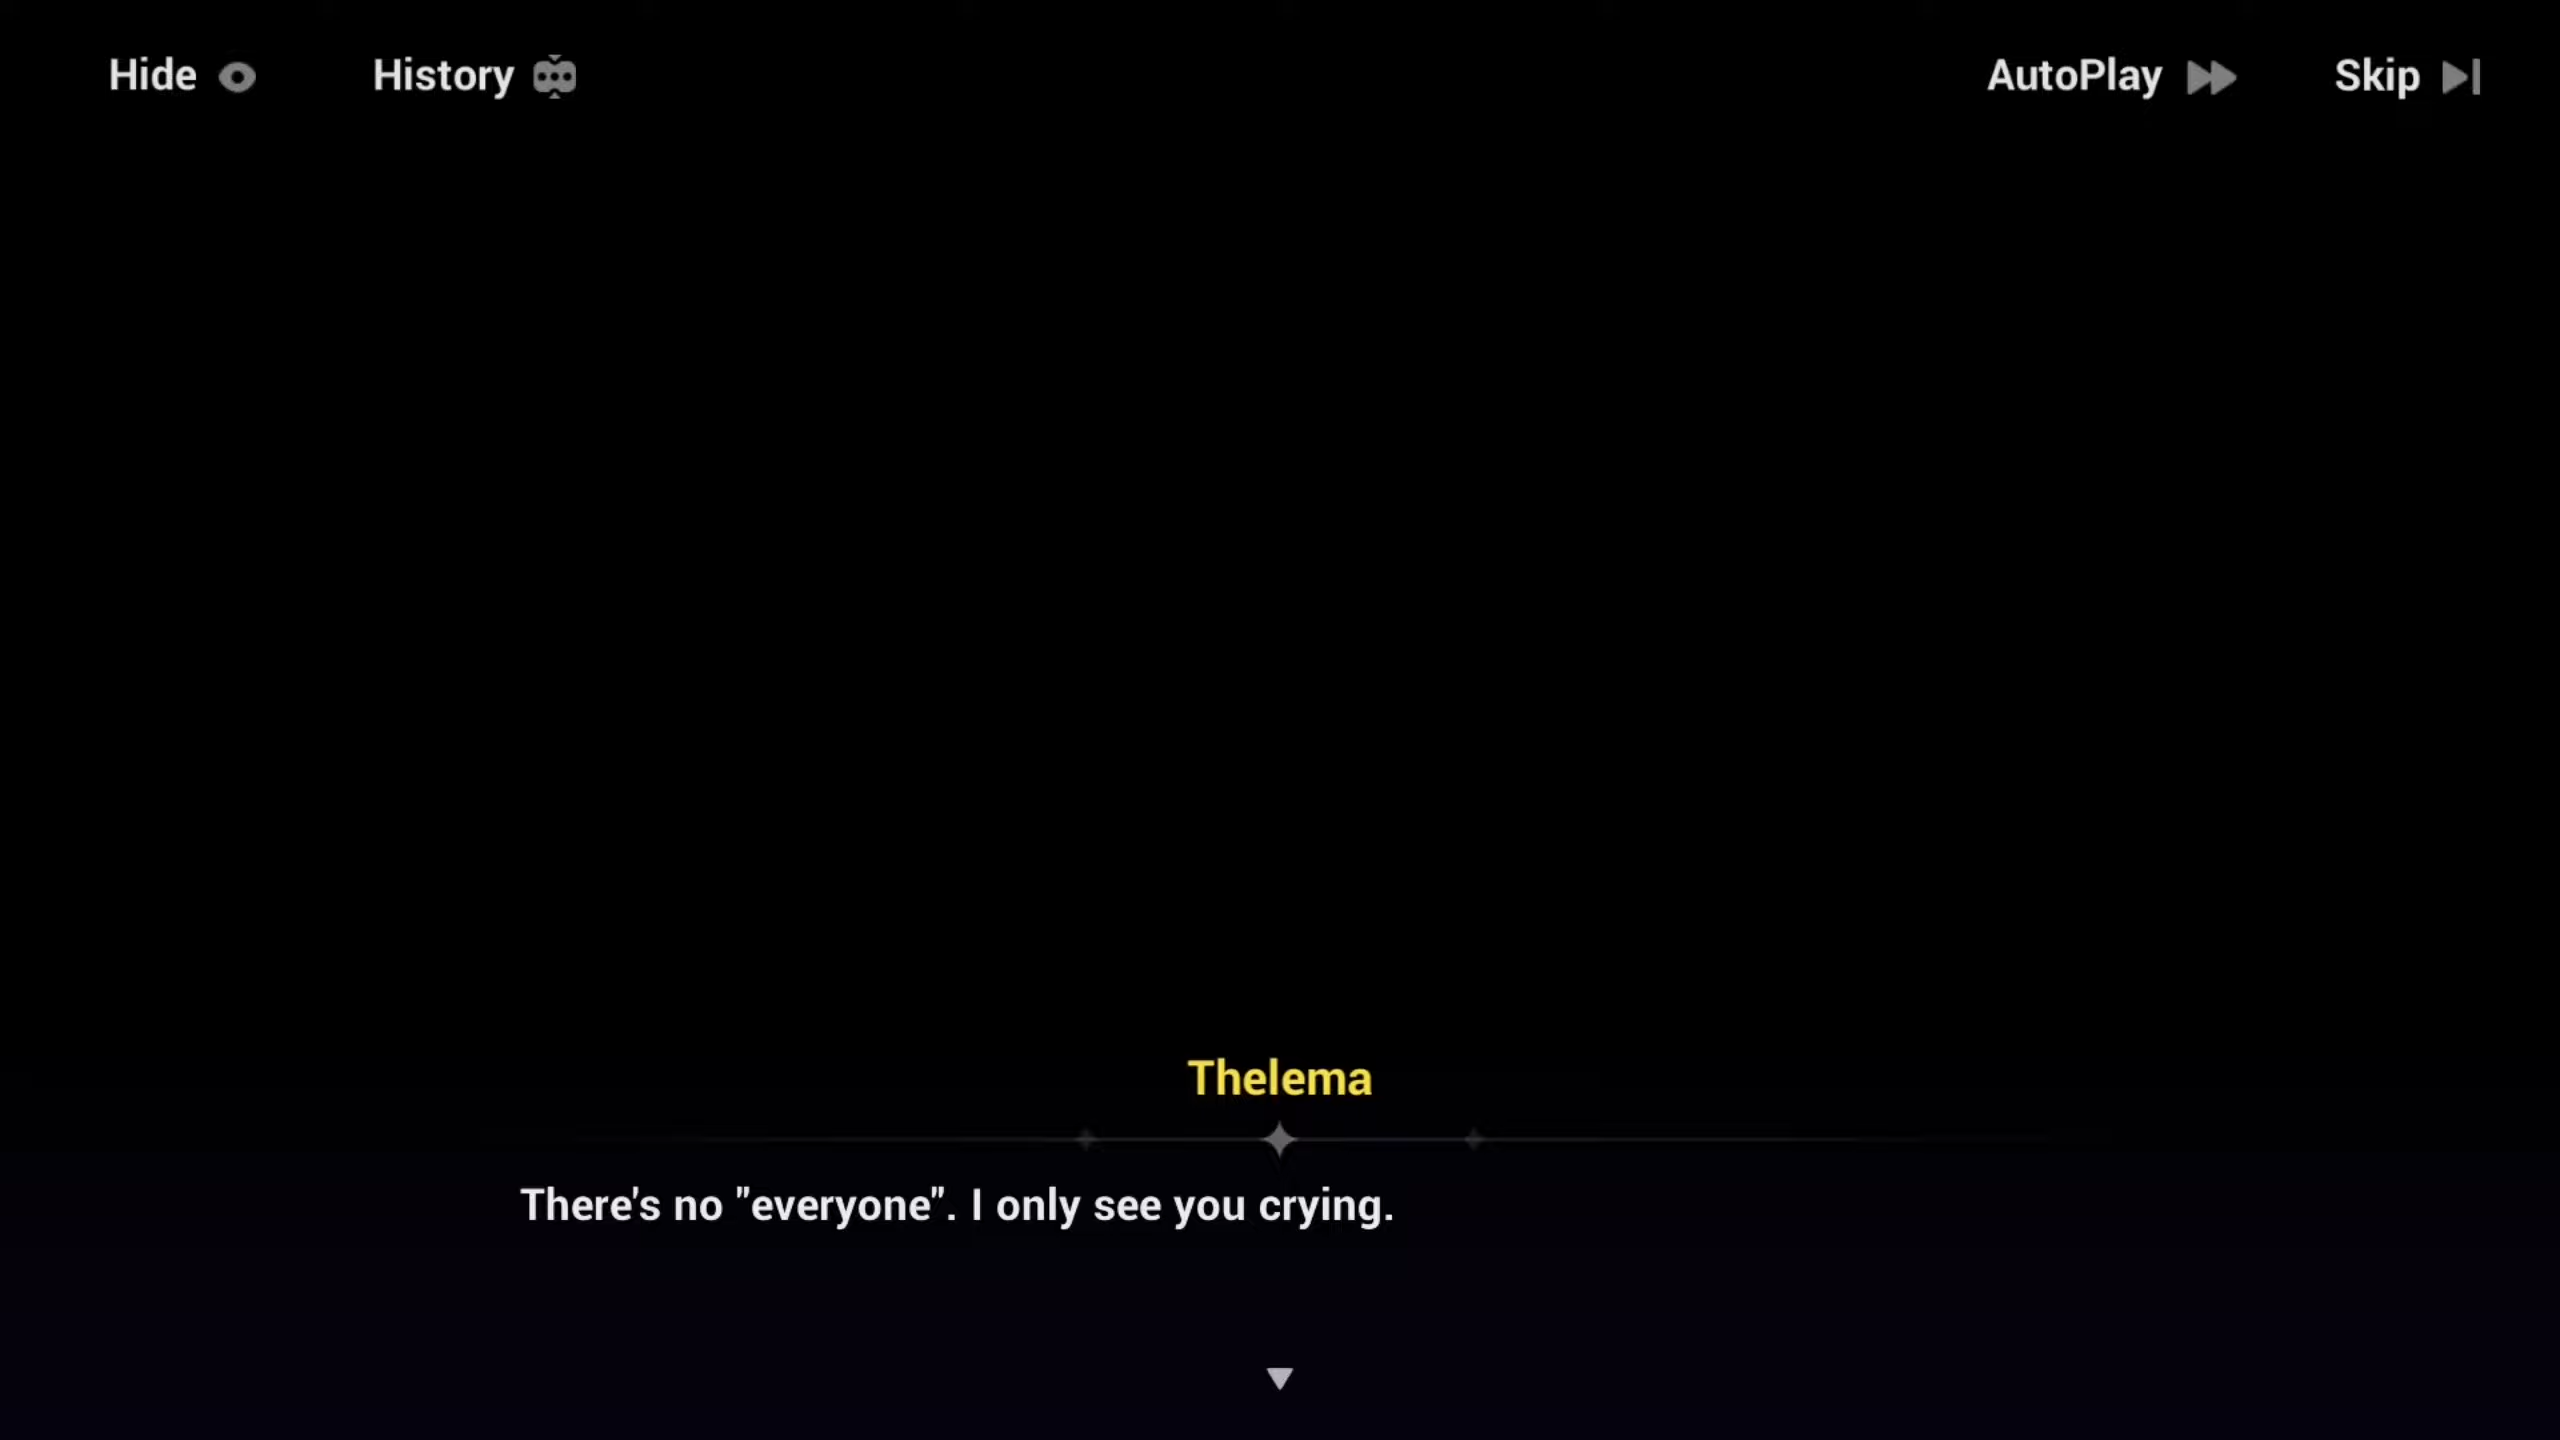 Hide
History
AutoPlay
Skip
Thelema
There's no "everyone". I only see you crying.